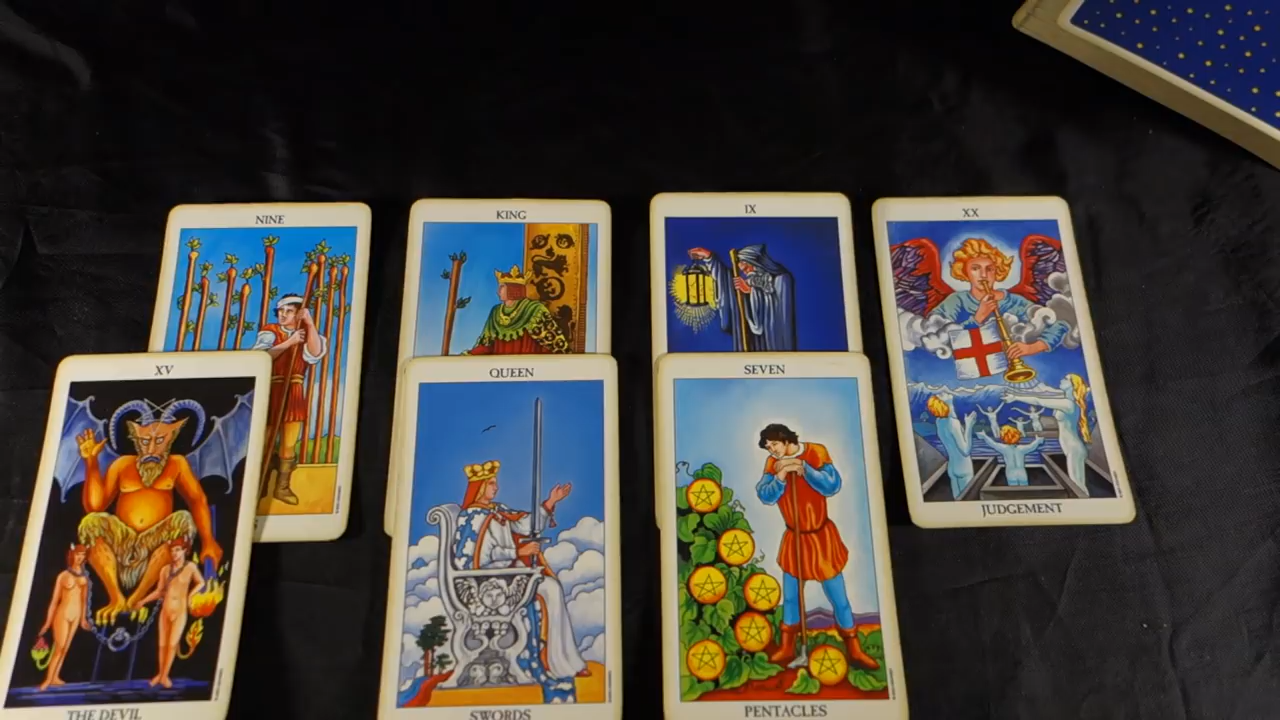 NINE
KING
IX
XX
JUDGEMENT
XV
THE DEVIL
QUEEN
SWORDS
SEVEN
PENTACLES